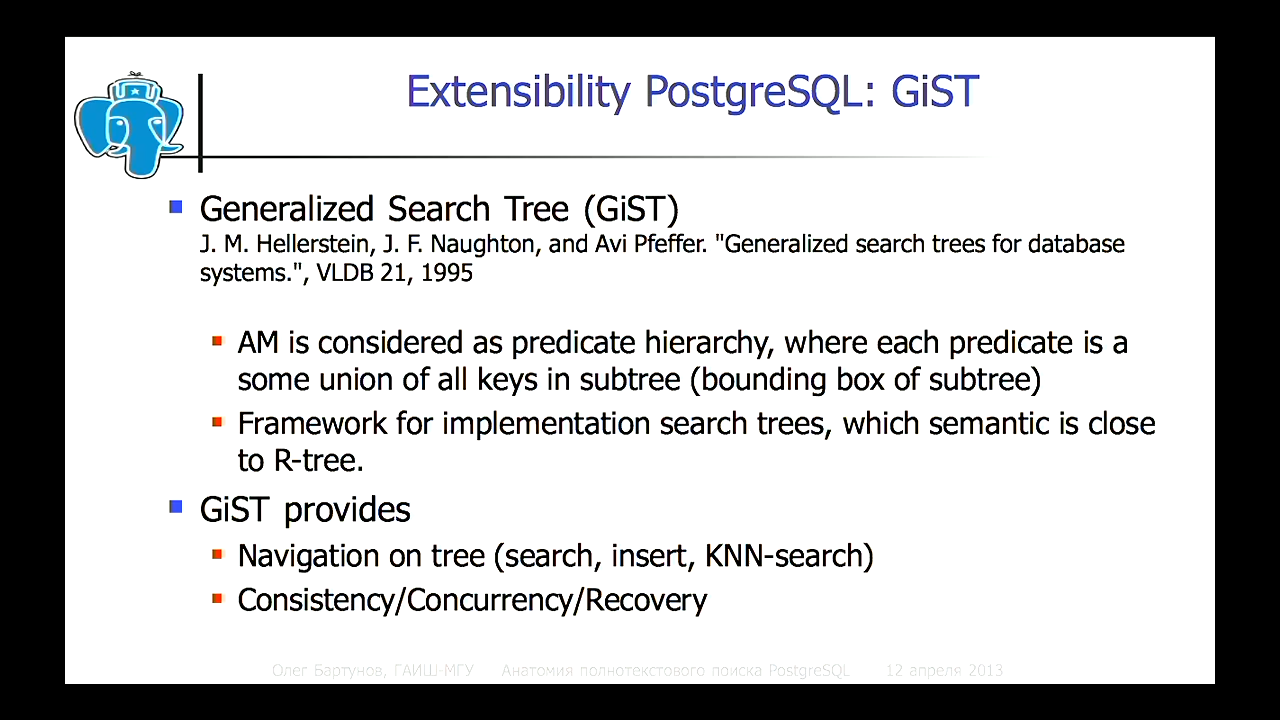 Extensibility PostgreSQL: GiST
Generalized Search Tree (GiST)
J. M. Hellerstein, J. F. Naughton, and Avi Pfeffer. "Generalized search trees for database
systems.", VLDB 21, 1995
AM is considered as predicate hierarchy, where each predicate is a
some union of all keys in subtree (bounding box of subtree)
Framework for implementation search trees, which semantic is close
to R-tree.
GiST provides
Navigation on tree (search, insert, KNN-search)
Consistency/Concurrency/Recovery
Олег Бартунов, ГАИШ-МГУ Анатомия полнотекстового поиска PostgreSQL 12 апреля 2013